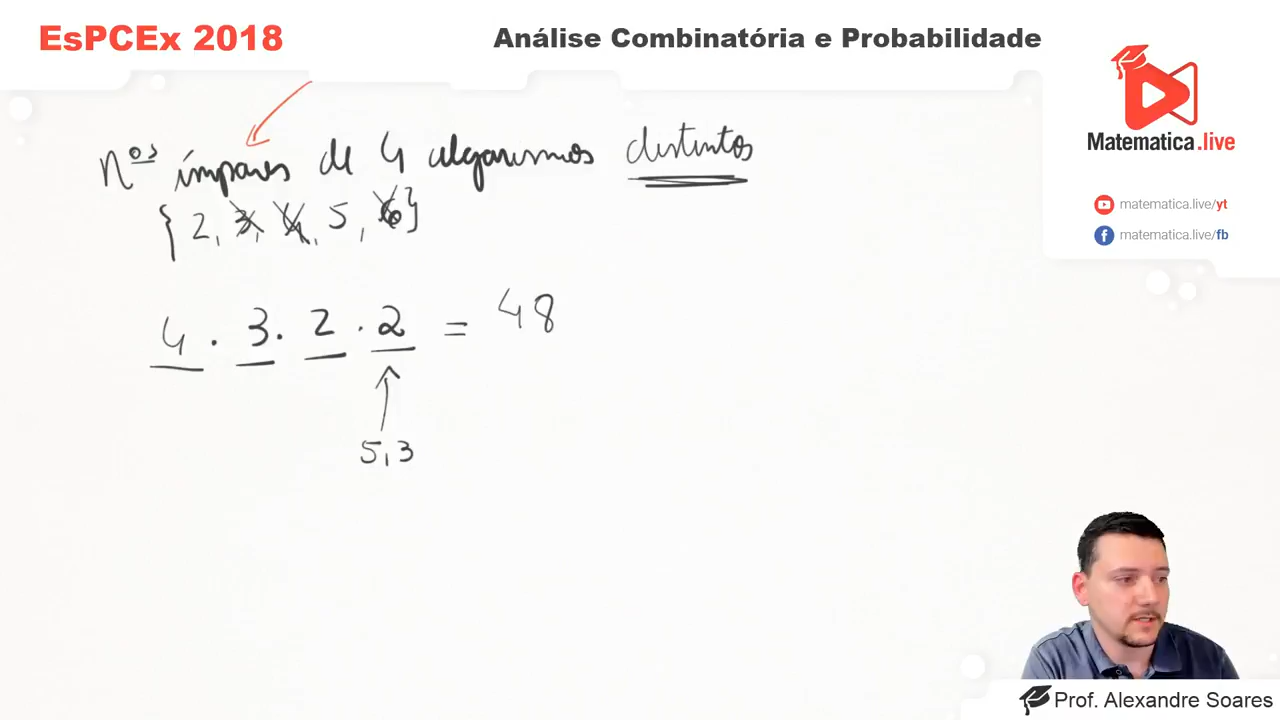 EsPCEx 2018
Análise Combinatória e Probabilidade
Matematica.live
matematica.live/yt
matematica.live/fb
Nos ímpares de 4 algarismos distintos
{2, 3, 4, 5, 6}
4 . 3 . 2 . 2 = 48
5,3
Prof. Alexandre Soares